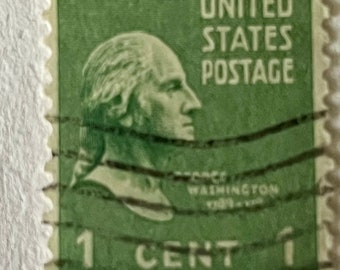 UNITED
STATES
POSTAGE
GEORGE
WASHINGTON
1 CENT 1